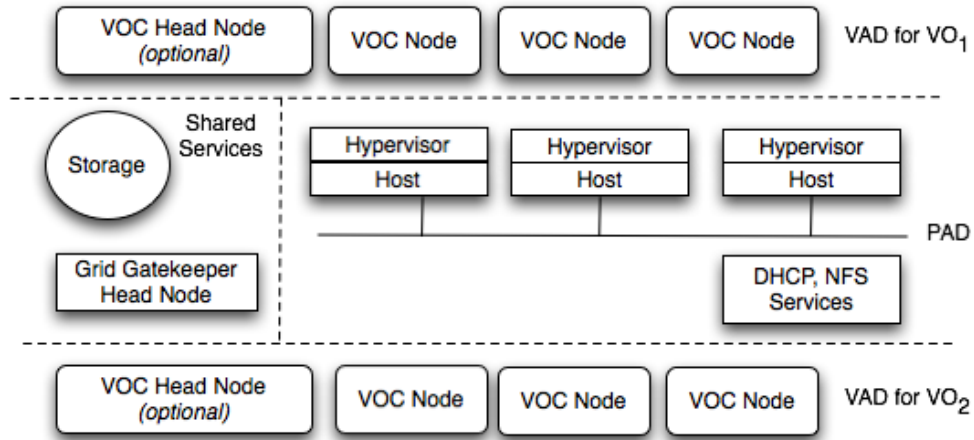 VOC Head Node
(optional)
VOC Node
VOC Node
VOC Node
VAD for VO1
Shared
Services
Storage
Hypervisor
Host
Hypervisor
Host
Hypervisor
Host
PAD
Grid Gatekeeper
Head Node
DHCP, NFS
Services
VOC Head Node
(optional)
VOC Node
VOC Node
VOC Node
VAD for VO2